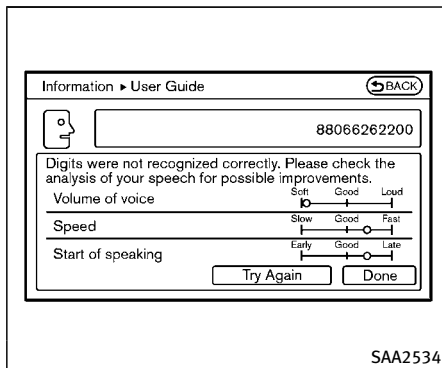 Information ▸ User Guide
BACK
88066262200
Digits were not recognized correctly. Please check the
analysis of your speech for possible improvements.
Volume of voice Soft Good Loud
Speed Slow Good Fast
Start of speaking Early Good Late
Try Again Done
SAA2534